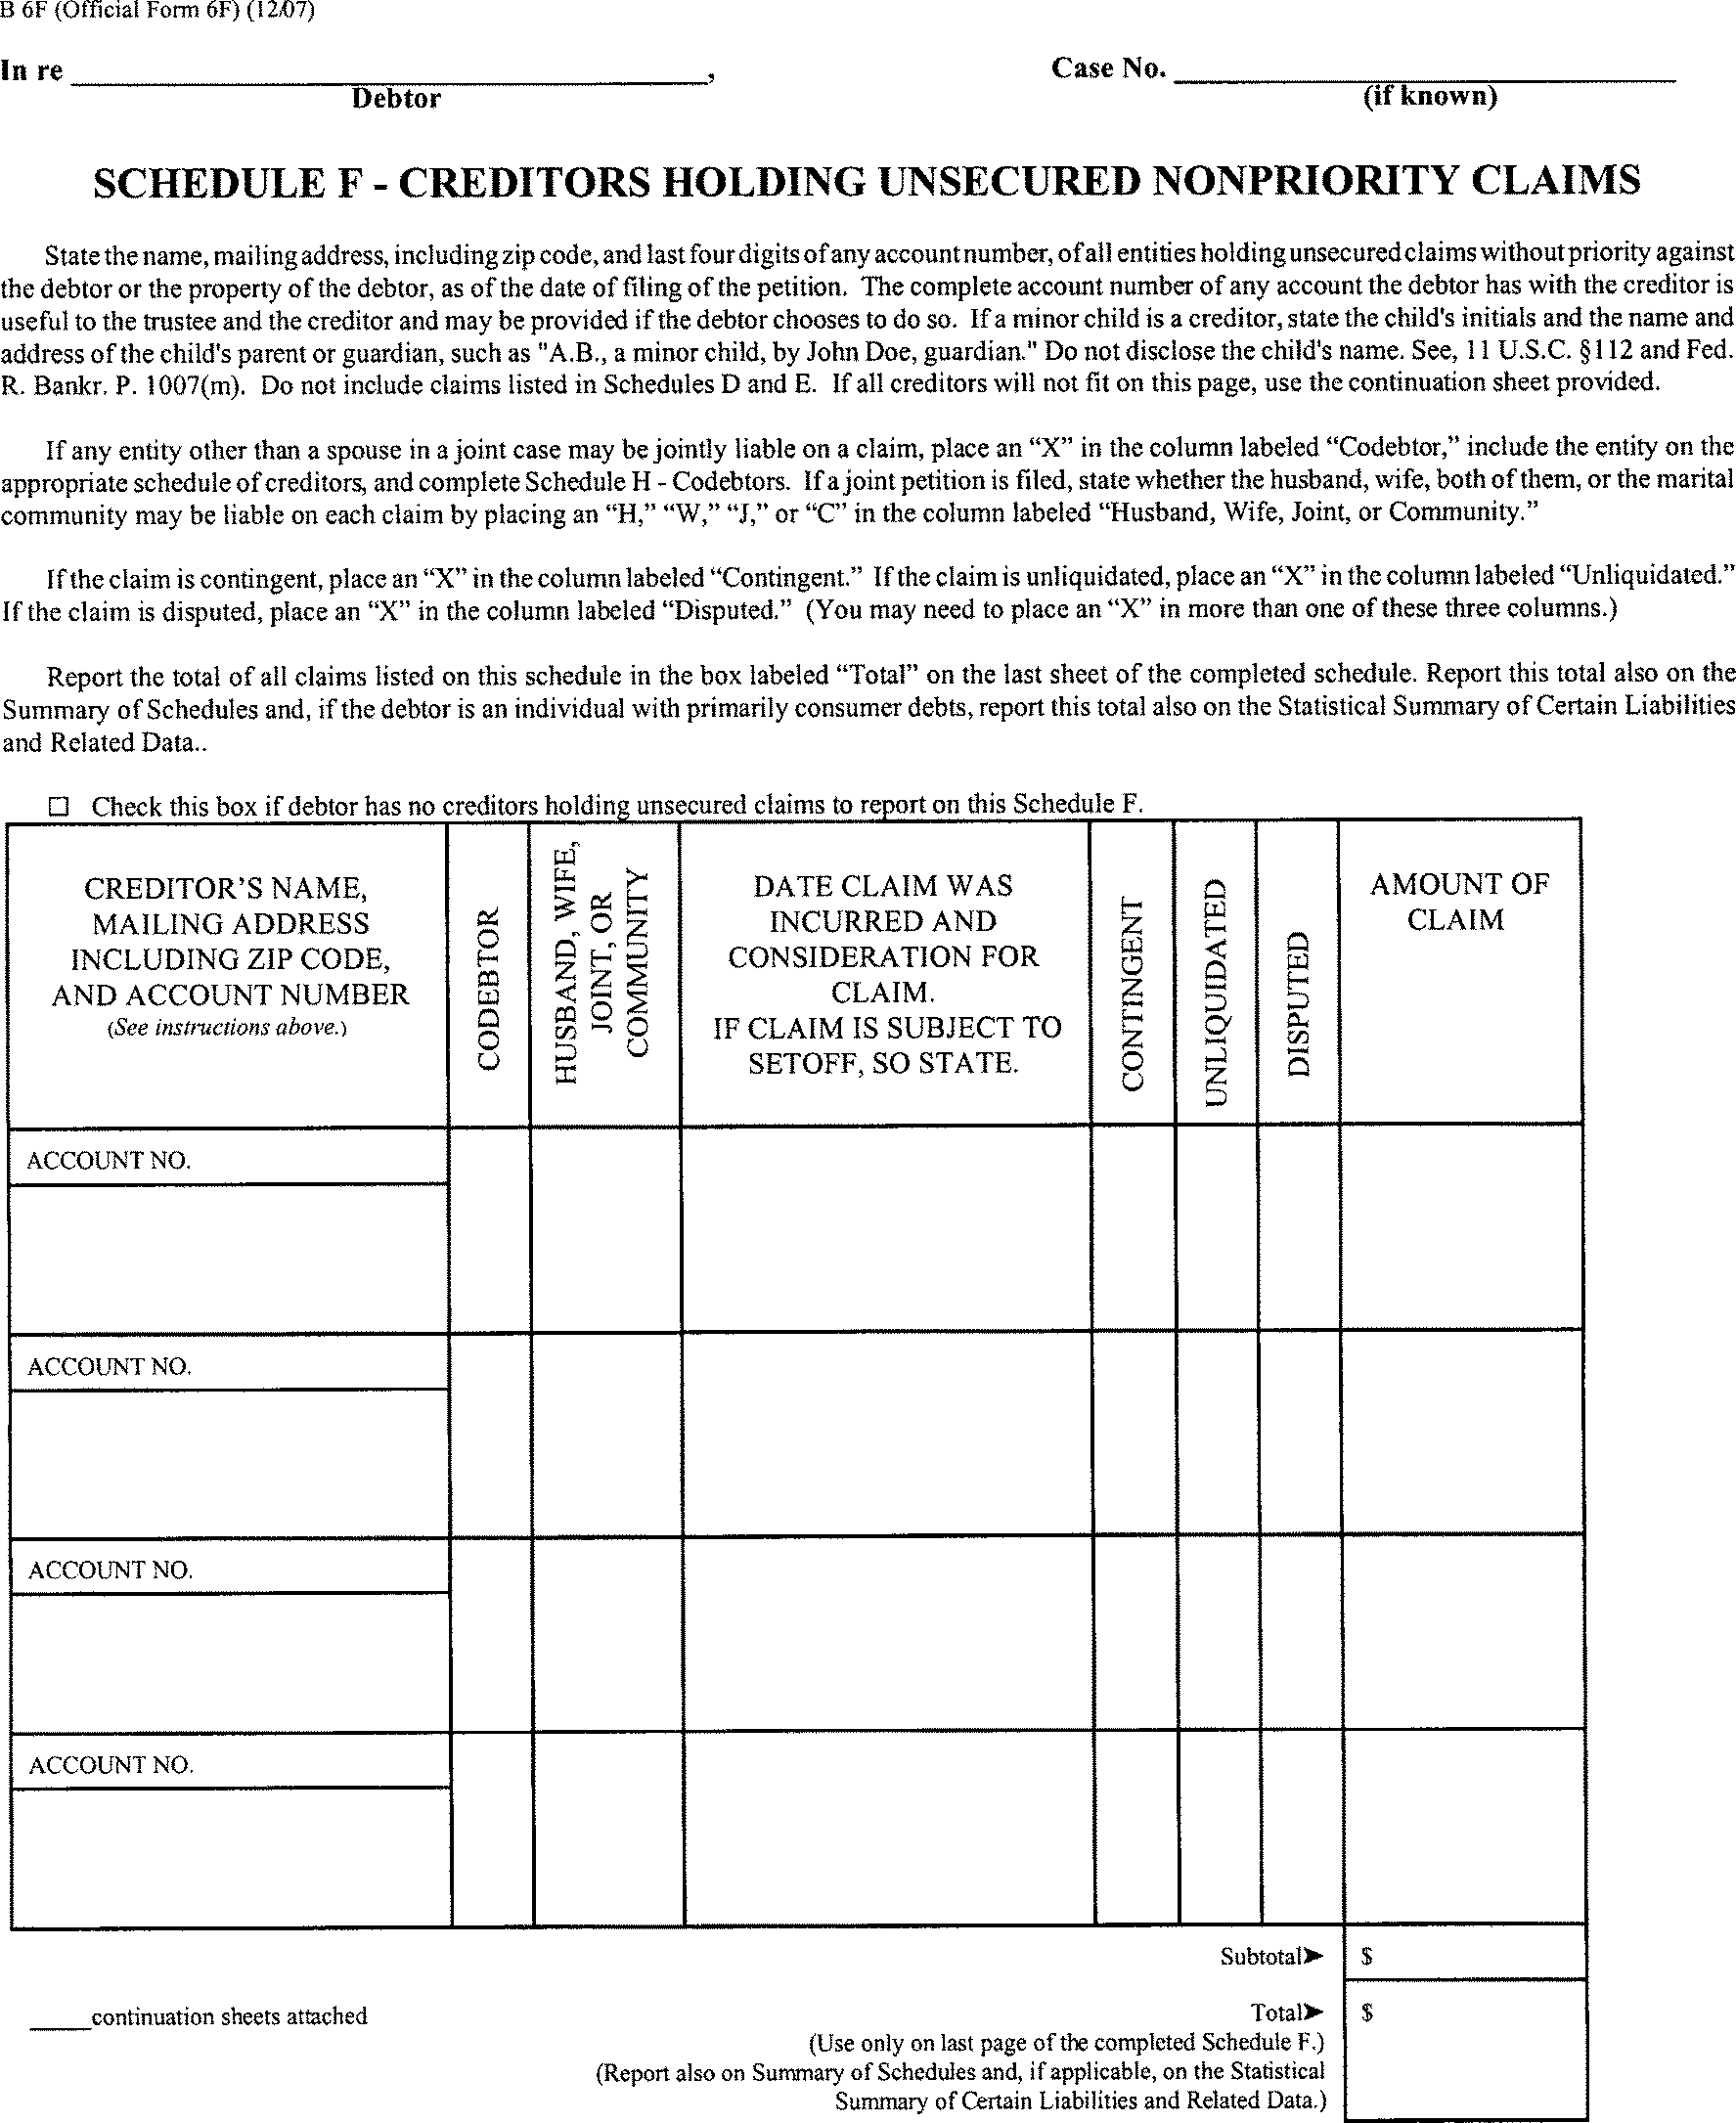 B 6F (Official Form 6F) (12/07)
In re ____________, Case No. ____________
Debtor (if known)
SCHEDULE F - CREDITORS HOLDING UNSECURED NONPRIORITY CLAIMS
State the name, mailing address, including zip code, and last four digits of any account number, of all entities holding unsecured claims without priority against
the debtor or the property of the debtor, as of the date of filing of the petition. The complete account number of any account the debtor has with the creditor is
useful to the trustee and the creditor and may be provided if the debtor chooses to do so. If a minor child is a creditor, state the child's initials and the name and
address of the child's parent or guardian, such as "A.B., a minor child, by John Doe, guardian." Do not disclose the child's name. See, 11 U.S.C. §112 and Fed.
R. Bankr. P. 1007(m). Do not include claims listed in Schedules D and E. If all creditors will not fit on this page, use the continuation sheet provided.
If any entity other than a spouse in a joint case may be jointly liable on a claim, place an “X” in the column labeled “Codebtor,” include the entity on the
appropriate schedule of creditors, and complete Schedule H - Codebtors. If a joint petition is filed, state whether the husband, wife, both of them, or the marital
community may be liable on each claim by placing an “H,” “W,” “J,” or “C” in the column labeled “Husband, Wife, Joint, or Community.”
If the claim is contingent, place an “X” in the column labeled “Contingent.” If the claim is unliquidated, place an “X” in the column labeled “Unliquidated.”
If the claim is disputed, place an “X” in the column labeled “Disputed.” (You may need to place an “X” in more than one of these three columns.)
Report the total of all claims listed on this schedule in the box labeled “Total” on the last sheet of the completed schedule. Report this total also on the
Summary of Schedules and, if the debtor is an individual with primarily consumer debts, report this total also on the Statistical Summary of Certain Liabilities
and Related Data..
☐ Check this box if debtor has no creditors holding unsecured claims to report on this Schedule F.
CREDITOR’S NAME,
MAILING ADDRESS
INCLUDING ZIP CODE,
AND ACCOUNT NUMBER
(See instructions above.)
CODEBTOR
HUSBAND, WIFE,
JOINT, OR
COMMUNITY
DATE CLAIM WAS
INCURRED AND
CONSIDERATION FOR
CLAIM.
IF CLAIM IS SUBJECT TO
SETOFF, SO STATE.
CONTINGENT
UNLIQUIDATED
DISPUTED
AMOUNT OF
CLAIM
ACCOUNT NO.
ACCOUNT NO.
ACCOUNT NO.
ACCOUNT NO.
Subtotal➤ $
_____continuation sheets attached Total➤ $
(Use only on last page of the completed Schedule F.)
(Report also on Summary of Schedules and, if applicable, on the Statistical
Summary of Certain Liabilities and Related Data.)